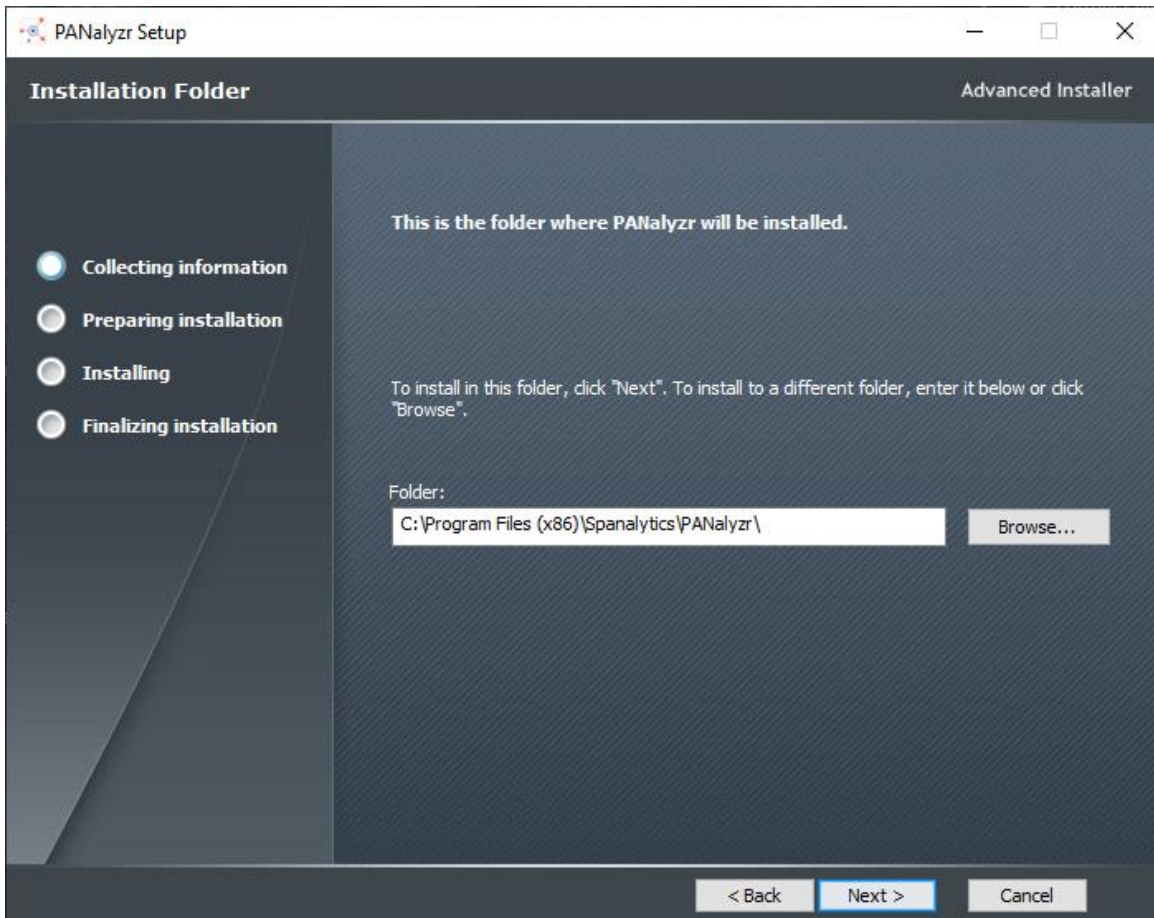 PANalyzr Setup
Installation Folder
Advanced Installer
Collecting information
Preparing installation
Installing
Finalizing installation
This is the folder where PANalyzr will be installed.
To install in this folder, click "Next". To install to a different folder, enter it below or click
"Browse".
Folder:
C:\Program Files (x86)\Spanalytics\PANalyzr\
Browse...
< Back
Next >
Cancel